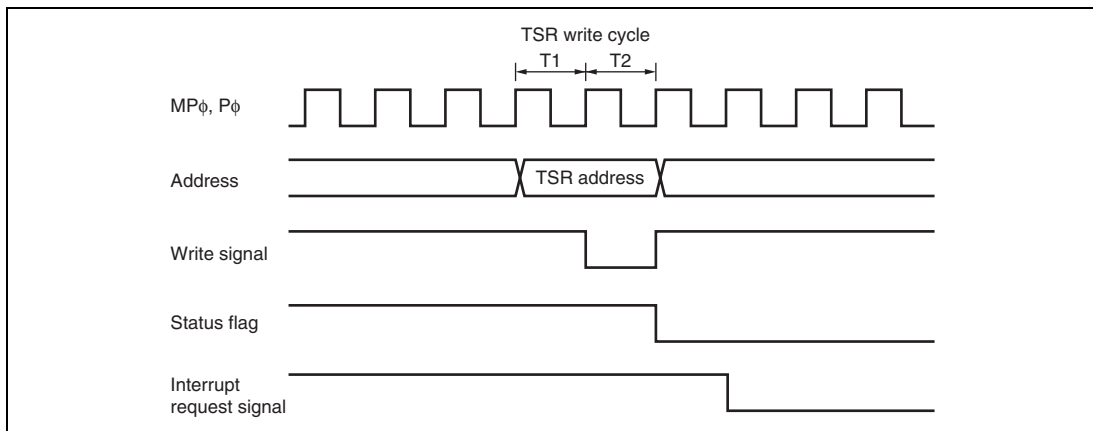 TSR write cycle
T1 T2
MPφ, Pφ
Address
TSR address
Write signal
Status flag
Interrupt
request signal